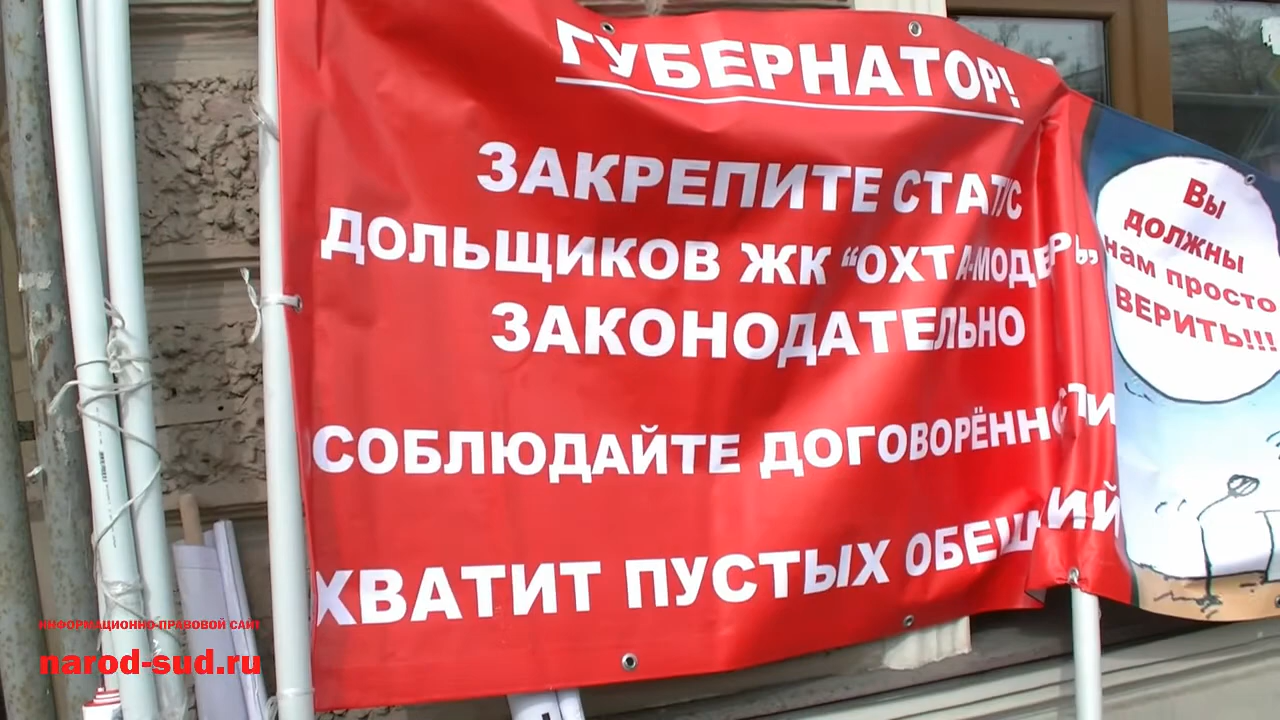 ГУБЕРНАТОР!
ЗАКРЕПИТЕ СТАТУС
ДОЛЬЩИКОВ ЖК “ОХТА-МОДЕРН”
ЗАКОНОДАТЕЛЬНО
СОБЛЮДАЙТЕ ДОГОВОРЁННОСТИ
ХВАТИТ ПУСТЫХ ОБЕЩАНИЙ
Вы
должны
нам просто
ВЕРИТЬ!!!
ИНФОРМАЦИОННО-ПРАВОВОЙ САЙТ
narod-sud.ru